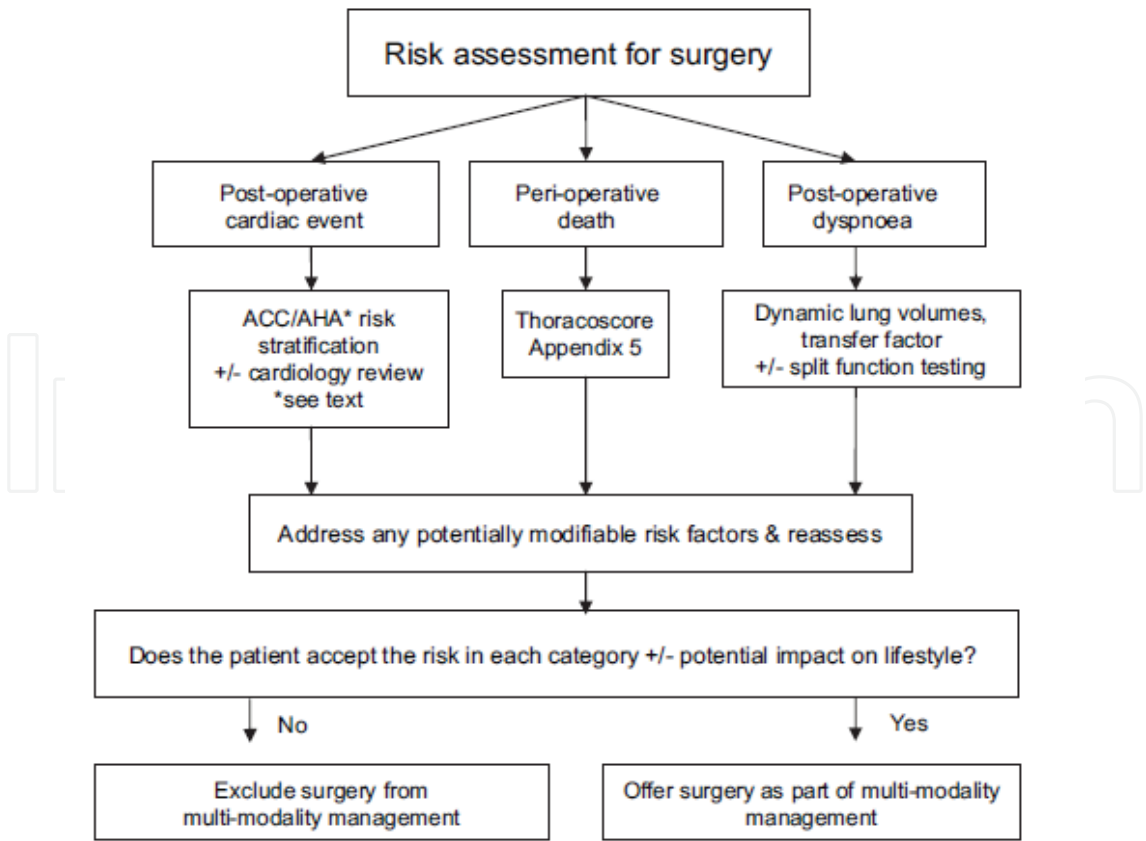 Risk assessment for surgery
Post-operative
cardiac event
Peri-operative
death
Post-operative
dyspnoea
ACC/AHA* risk
stratification
+/- cardiology review
*see text
Thoracoscore
Appendix 5
Dynamic lung volumes,
transfer factor
+/- split function testing
Address any potentially modifiable risk factors & reassess
Does the patient accept the risk in each category +/- potential impact on lifestyle?
No
Yes
Exclude surgery from
multi-modality management
Offer surgery as part of multi-modality
management